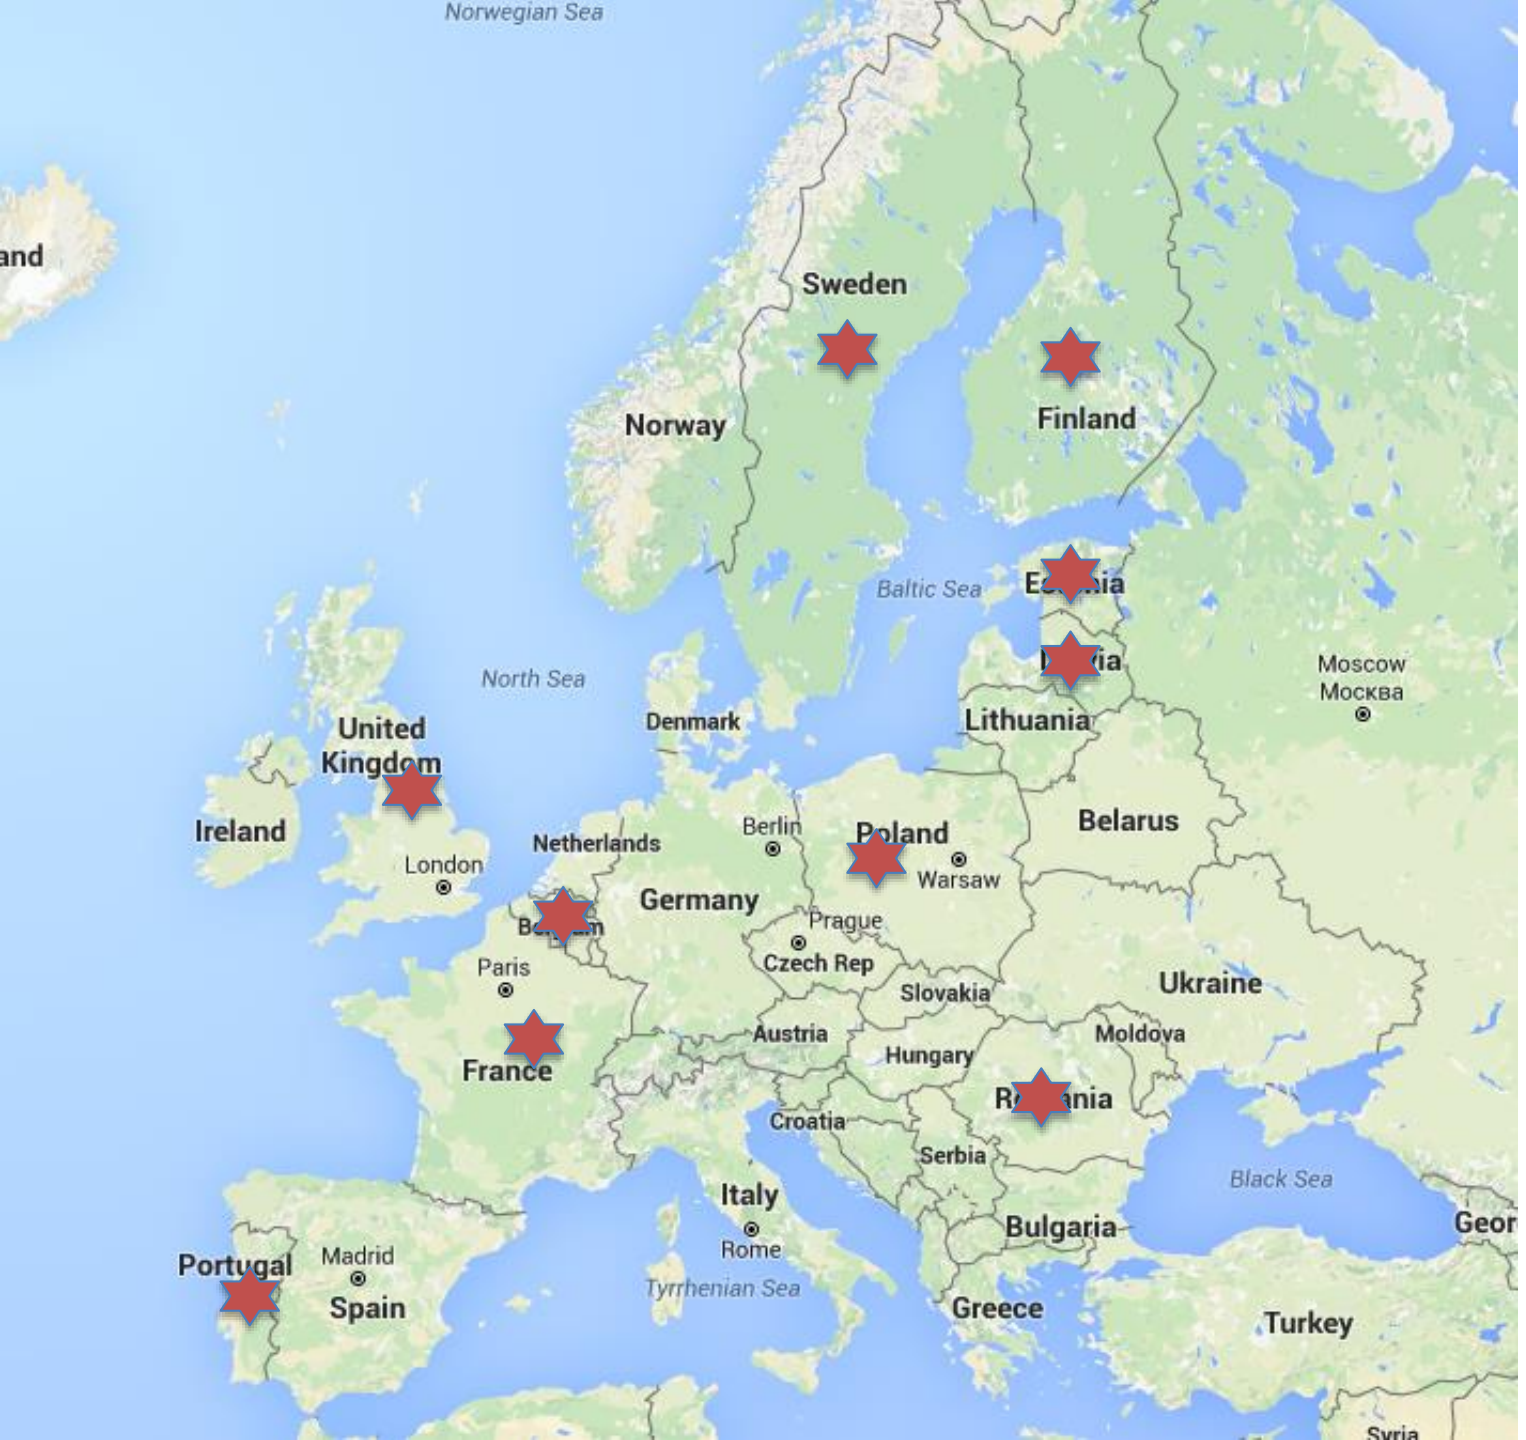 Norwegian Sea
and
Sweden
Norway
Finland
Baltic Sea
North Sea
Moscow
Москва
United
Kingdom
Denmark
Lithuania
Ireland
Netherlands
Berlin
Poland
Belarus
London
Warsaw
Germany
Prague
Czech Rep
Paris
Slovakia
Ukraine
Austria
Moldova
Hungary
France
Croatia
Serbia
Black Sea
Italy
Rome
Bulgaria
Geor
Portugal
Madrid
Spain
Tyrrhenian Sea
Greece
Turkey
Syria